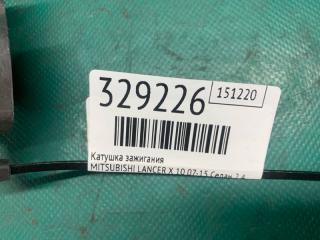 329226
151220
Катушка зажигания
MITSUBISHI LANCER X 10 07-15 Седан